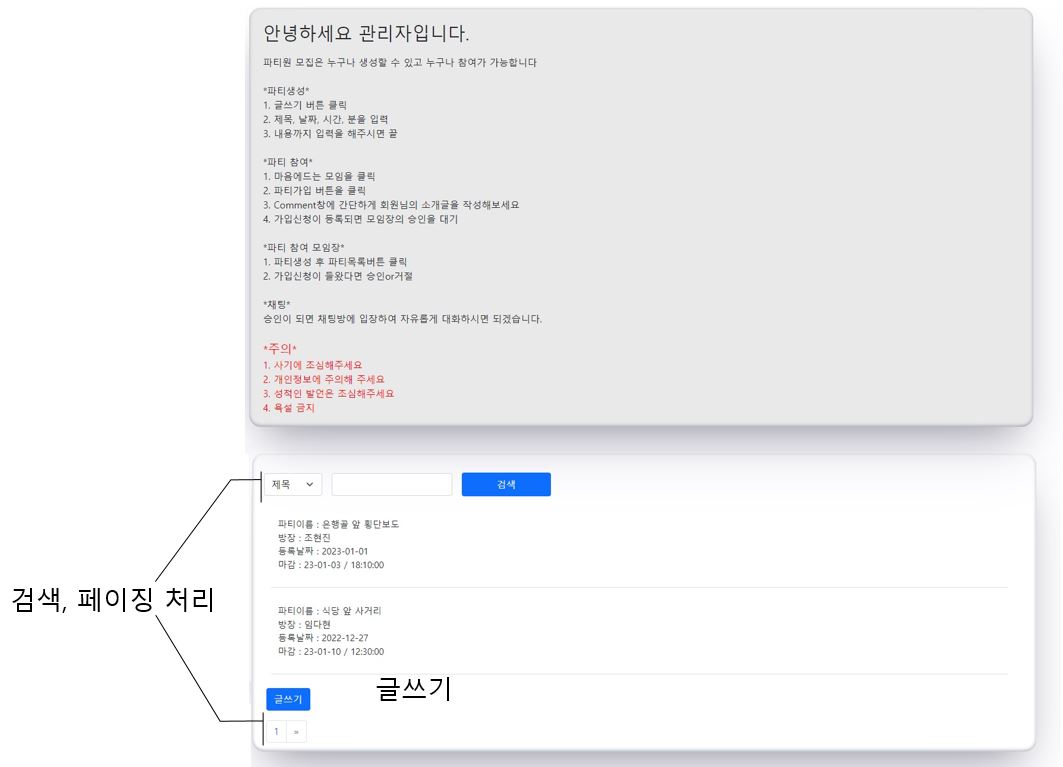 안녕하세요 관리자입니다.
파티원 모집은 누구나 생성할 수 있고 누구나 참여가 가능합니다
*파티생성*
1. 글쓰기 버튼 클릭
2. 제목, 날짜, 시간, 분을 입력
3. 내용까지 입력을 해주시면 끝
*파티 참여*
1. 마음에드는 모임을 클릭
2. 파티가입 버튼을 클릭
3. Comment창에 간단하게 회원님의 소개글을 작성해보세요
4. 가입신청이 등록되면 모임장의 승인을 대기
*파티 참여 모임장*
1. 파티생성 후 파티목록버튼 클릭
2. 가입신청이 들왔다면 승인or거절
*채팅*
승인이 되면 채팅방에 입장하여 자유롭게 대화하시면 되겠습니다.
*주의*
1. 사기에 조심해주세요
2. 개인정보에 주의해 주세요
3. 성적인 발언은 조심해주세요
4. 욕설 금지
제목 검색
파티이름 : 은행골 앞 횡단보도
방장 : 조현진
등록날짜 : 2023-01-01
마감 : 23-01-03 / 18:10:00
검색, 페이징 처리
파티이름 : 식당 앞 사거리
방장 : 임다현
등록날짜 : 2022-12-27
마감 : 23-01-10 / 12:30:00
글쓰기
글쓰기
1 »